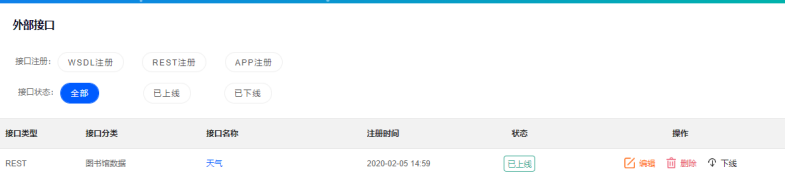 外部接口
接口注册: WSDL注册 REST注册 APP注册
接口状态: 全部 已上线 已下线
接口类型 接口分类 接口名称 注册时间 状态 操作
REST 图书馆数据 天气 2020-02-05 14:59 已上线 编辑 删除 下线